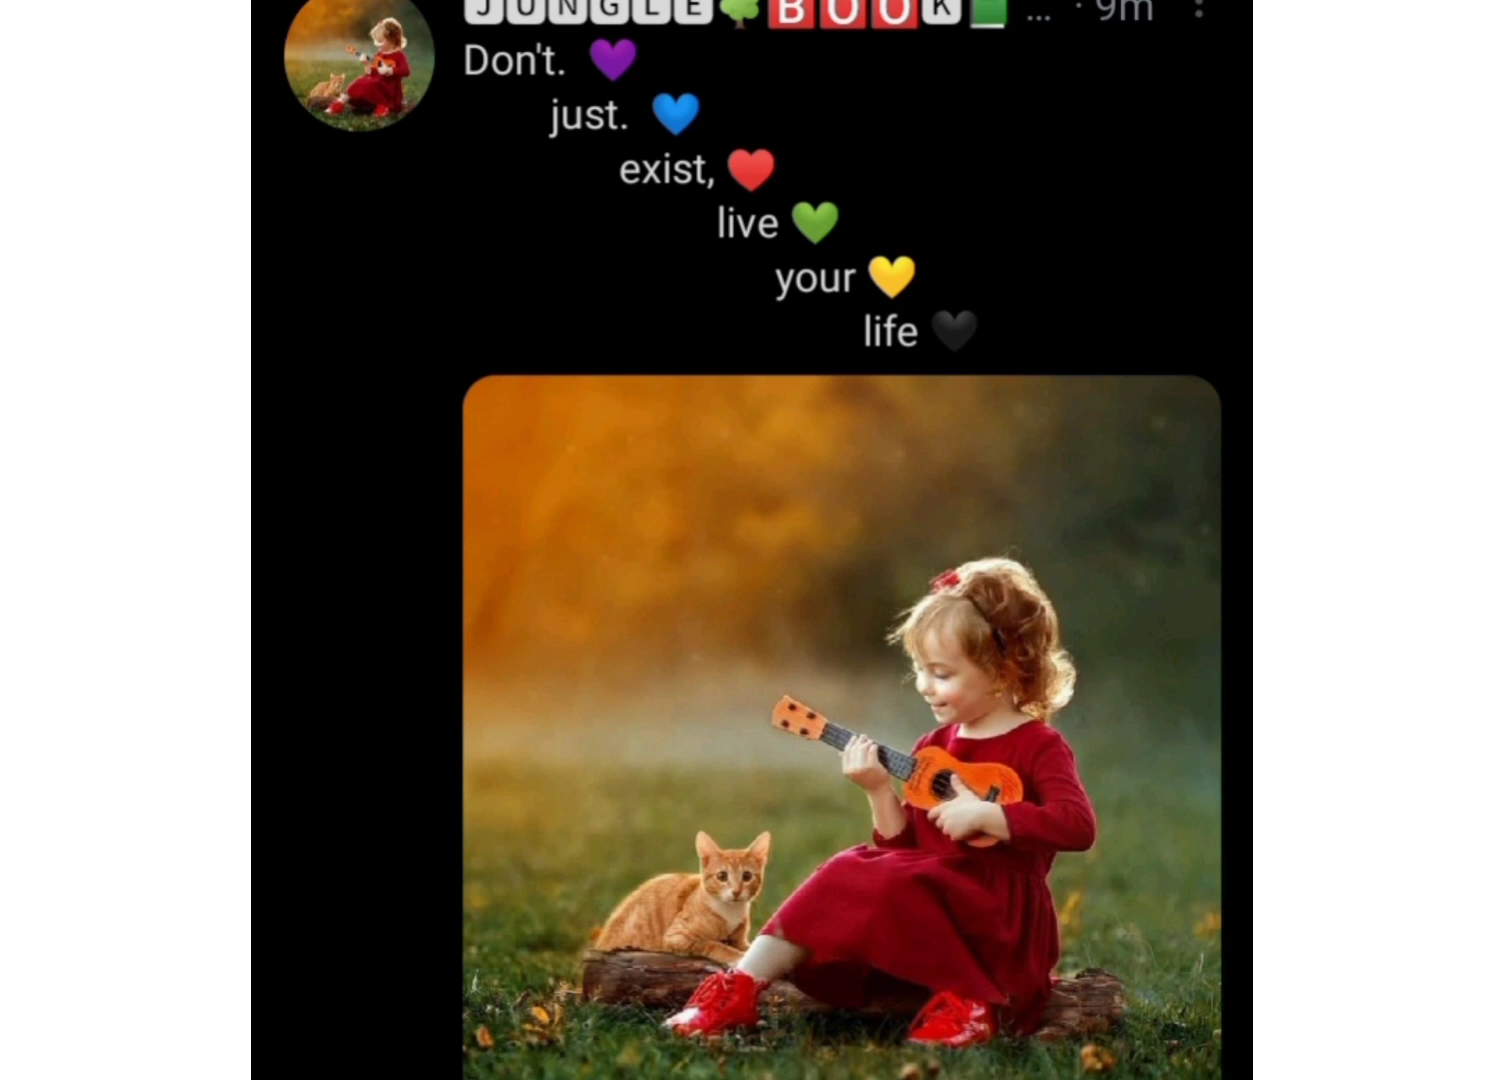 JUNGLE🌳BOOK📗 ... · 9m
Don't. 💜
just. 💙
exist, ❤️
live 💚
your 💛
life 🖤